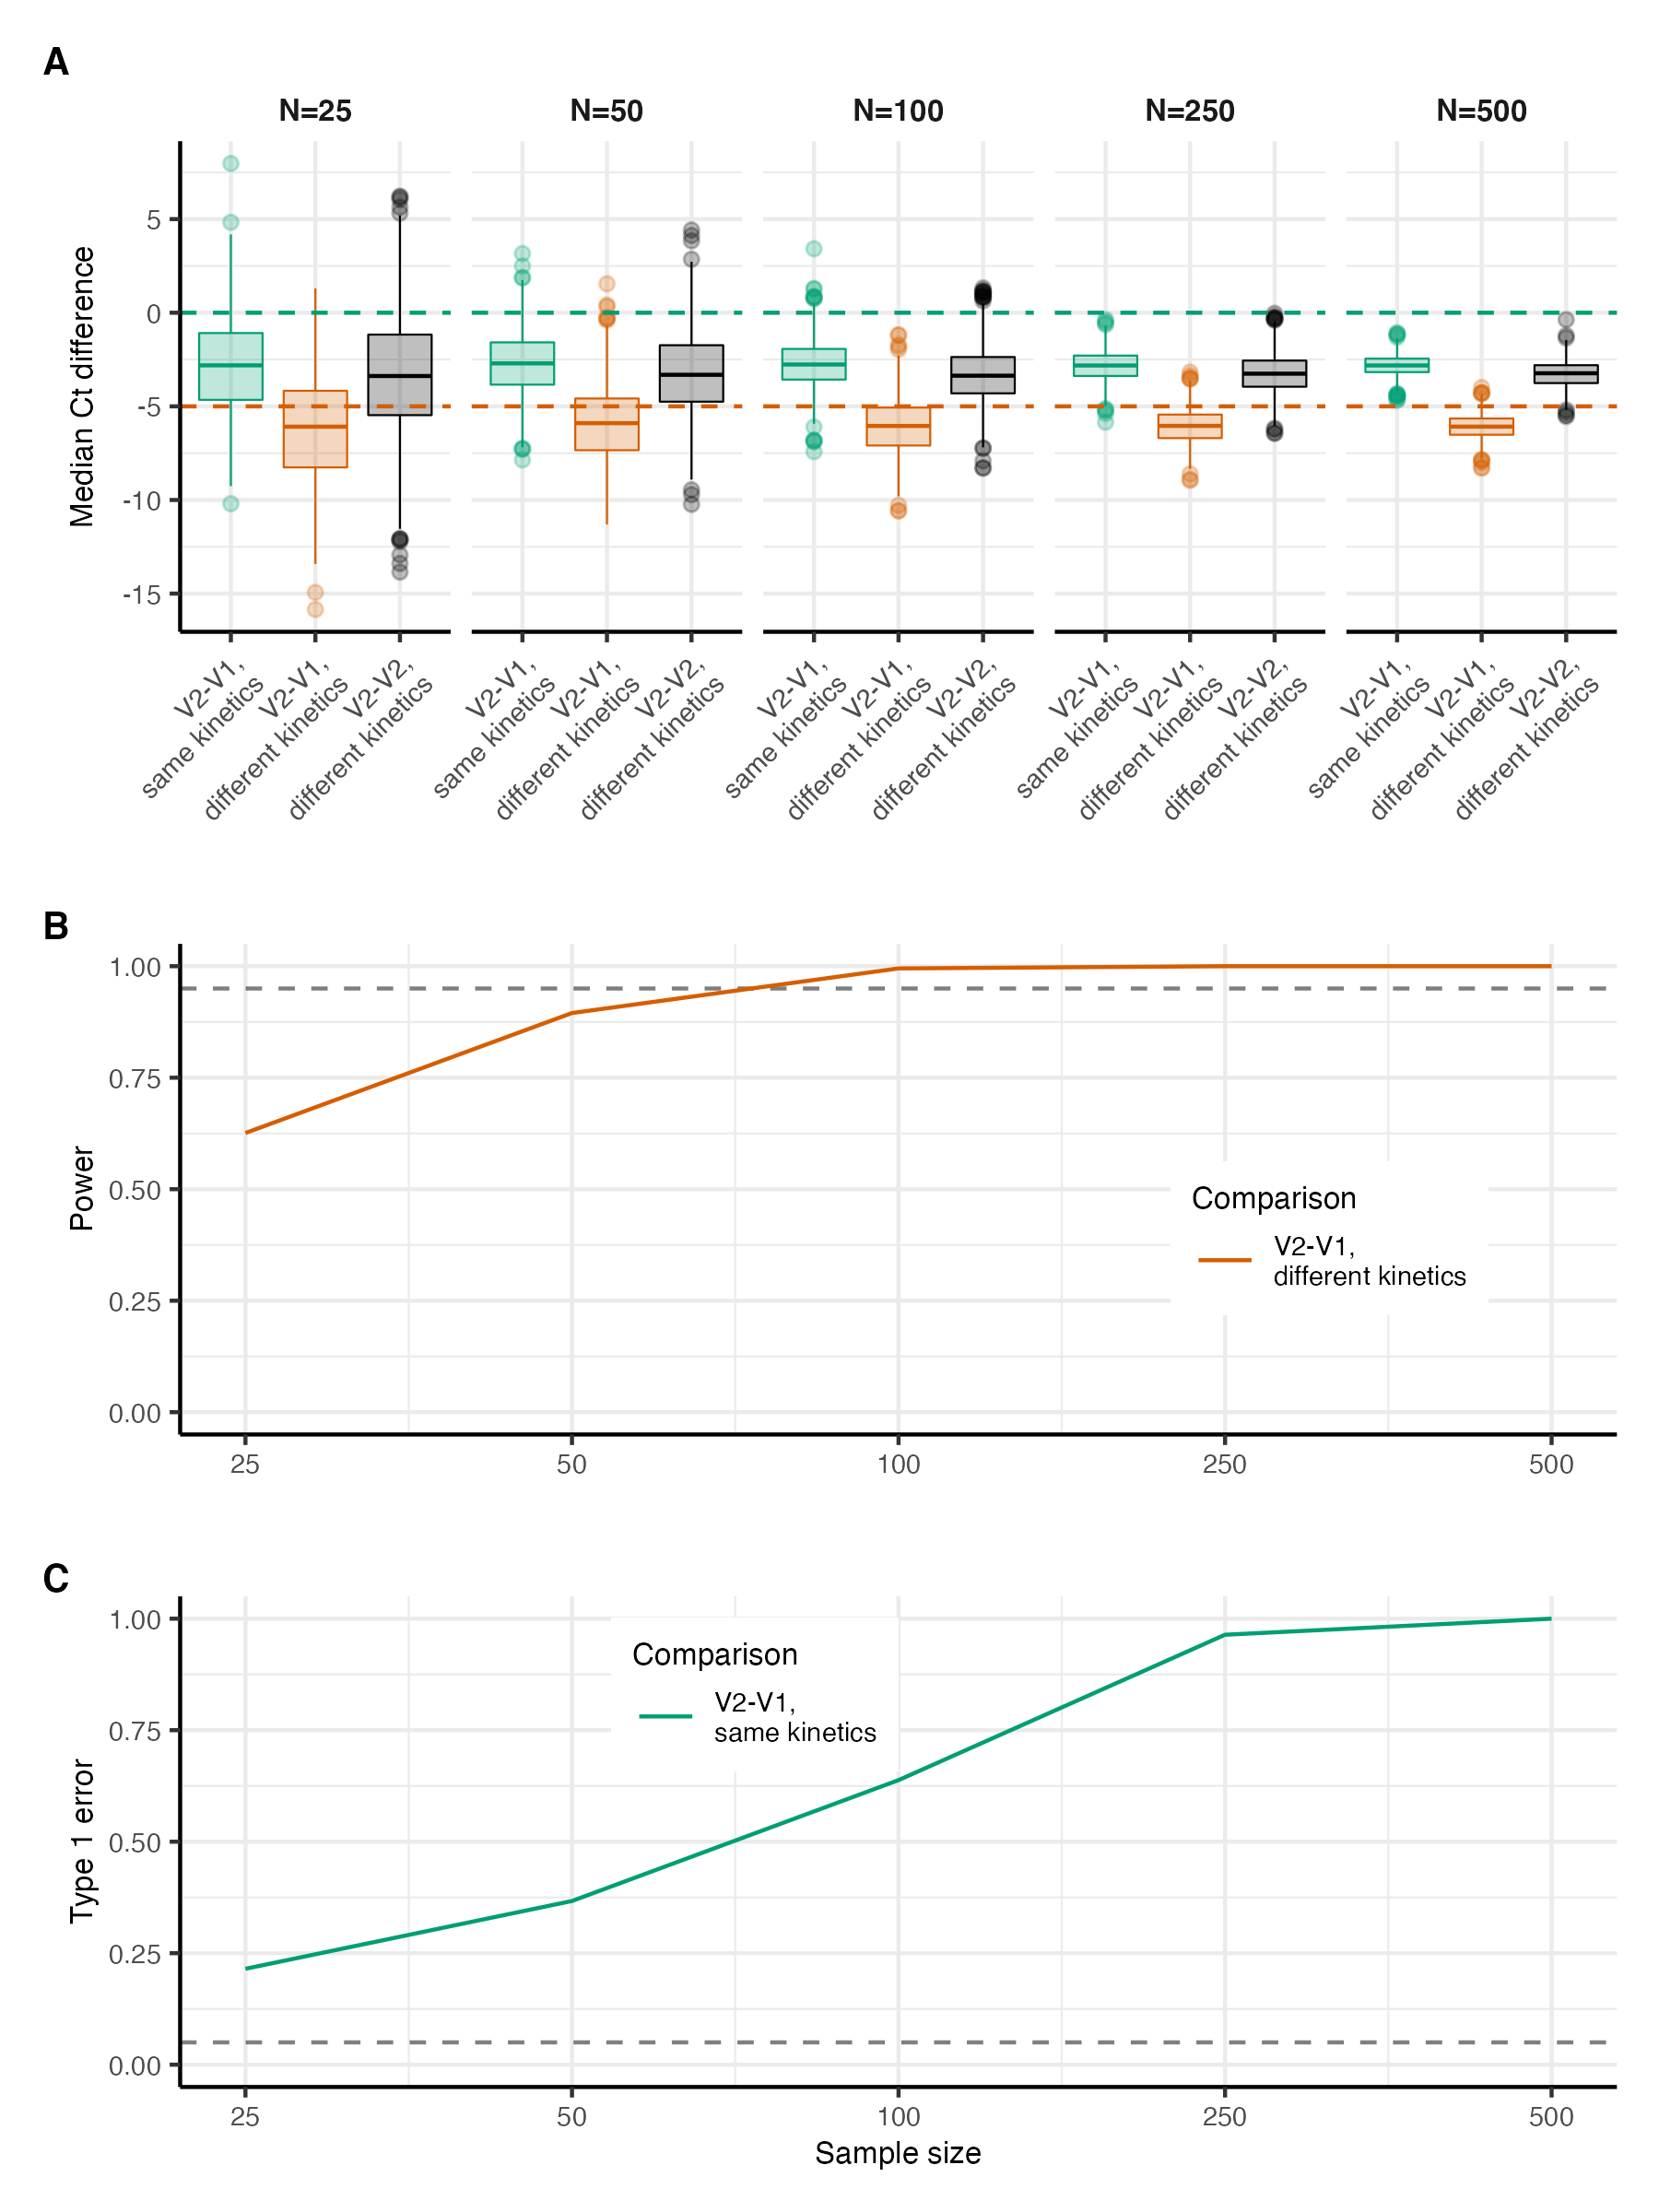 A
N=25 N=50 N=100 N=250 N=500
Median Ct difference
5
0
-5
-10
-15
V2-V1,
same kinetics
V2-V1,
different kinetics
V2-V2,
different kinetics
V2-V1,
same kinetics
V2-V1,
different kinetics
V2-V2,
different kinetics
V2-V1,
same kinetics
V2-V1,
different kinetics
V2-V2,
different kinetics
V2-V1,
same kinetics
V2-V1,
different kinetics
V2-V2,
different kinetics
V2-V1,
same kinetics
V2-V1,
different kinetics
V2-V2,
different kinetics
B
Power
1.00
0.75
0.50
0.25
0.00
Comparison
V2-V1,
different kinetics
25 50 100 250 500
C
Type 1 error
1.00
0.75
0.50
0.25
0.00
Comparison
V2-V1,
same kinetics
25 50 100 250 500
Sample size